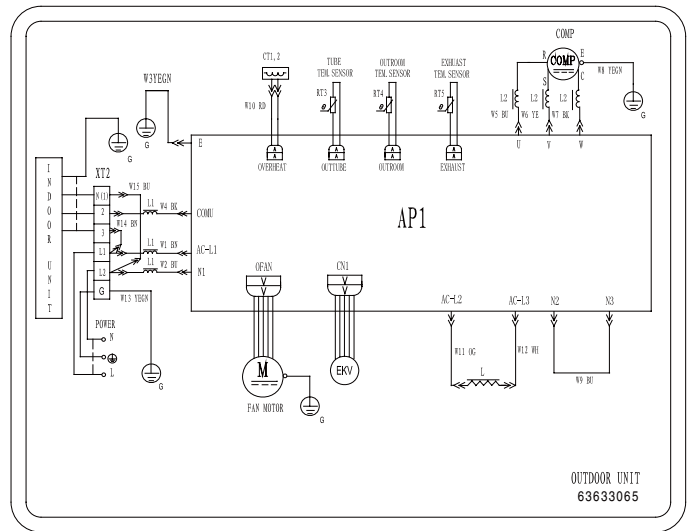 COMP
CT1,2
TUBE
TEM.SENSOR
OUTROOM
TEM.SENSOR
EXHUAST
TEM.SENSOR
R
COMP
E
W8 YEGN
S
C
G
W3YEGN
W10 RD
RT3
θ
RT4
θ
RT5
θ
L2
L2
L2
W5 BU
W6 YE
W7 BK
G
G
E
OVERHEAT
A
A
OUTTUBE
A
A
OUTROOM
A
A
EXHAUST
A
A
U
V
W
INDOOR UNIT
XT2
W15 BU
N(1)
2
3
L1
L2
G
L1
W4 BK
COMU
W14 BN
L1
W1 BN
AC-L1
L1
W2 BU
N1
AP1
W13 YEGN
G
POWER
N
L
OFAN
V
V
M
FAN MOTOR
G
CN1
V
V
EKV
AC-L2
AC-L3
N2
N3
W11 OG
W12 WH
L
W9 BU
OUTDOOR UNIT
63633065